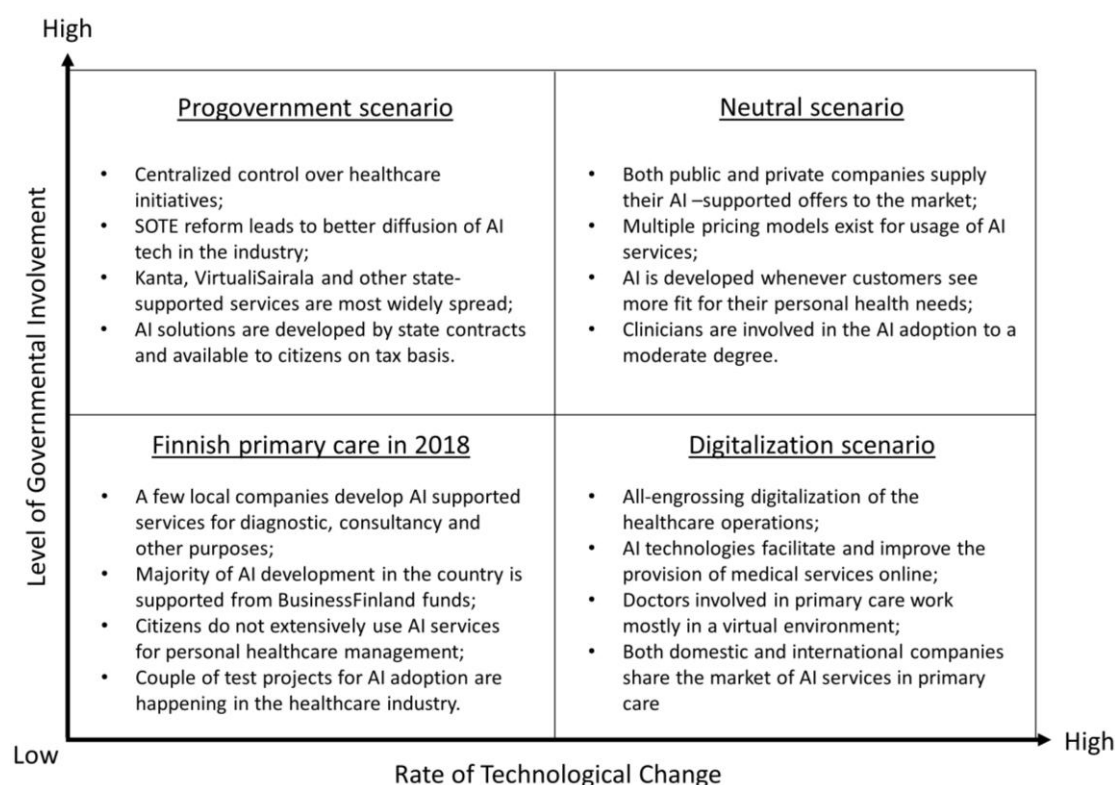 High
Level of Governmental Involvement
Progovernment scenario
• Centralized control over healthcare
initiatives;
• SOTE reform leads to better diffusion of AI
tech in the industry;
• Kanta, VirtualiSairala and other state-
supported services are most widely spread;
• AI solutions are developed by state contracts
and available to citizens on tax basis.
Neutral scenario
• Both public and private companies supply
their AI –supported offers to the market;
• Multiple pricing models exist for usage of AI
services;
• AI is developed whenever customers see
more fit for their personal health needs;
• Clinicians are involved in the AI adoption to a
moderate degree.
Finnish primary care in 2018
• A few local companies develop AI supported
services for diagnostic, consultancy and
other purposes;
• Majority of AI development in the country is
supported from BusinessFinland funds;
• Citizens do not extensively use AI services
for personal healthcare management;
• Couple of test projects for AI adoption are
happening in the healthcare industry.
Digitalization scenario
• All-engrossing digitalization of the
healthcare operations;
• AI technologies facilitate and improve the
provision of medical services online;
• Doctors involved in primary care work
mostly in a virtual environment;
• Both domestic and international companies
share the market of AI services in primary
care
Low
Rate of Technological Change
High